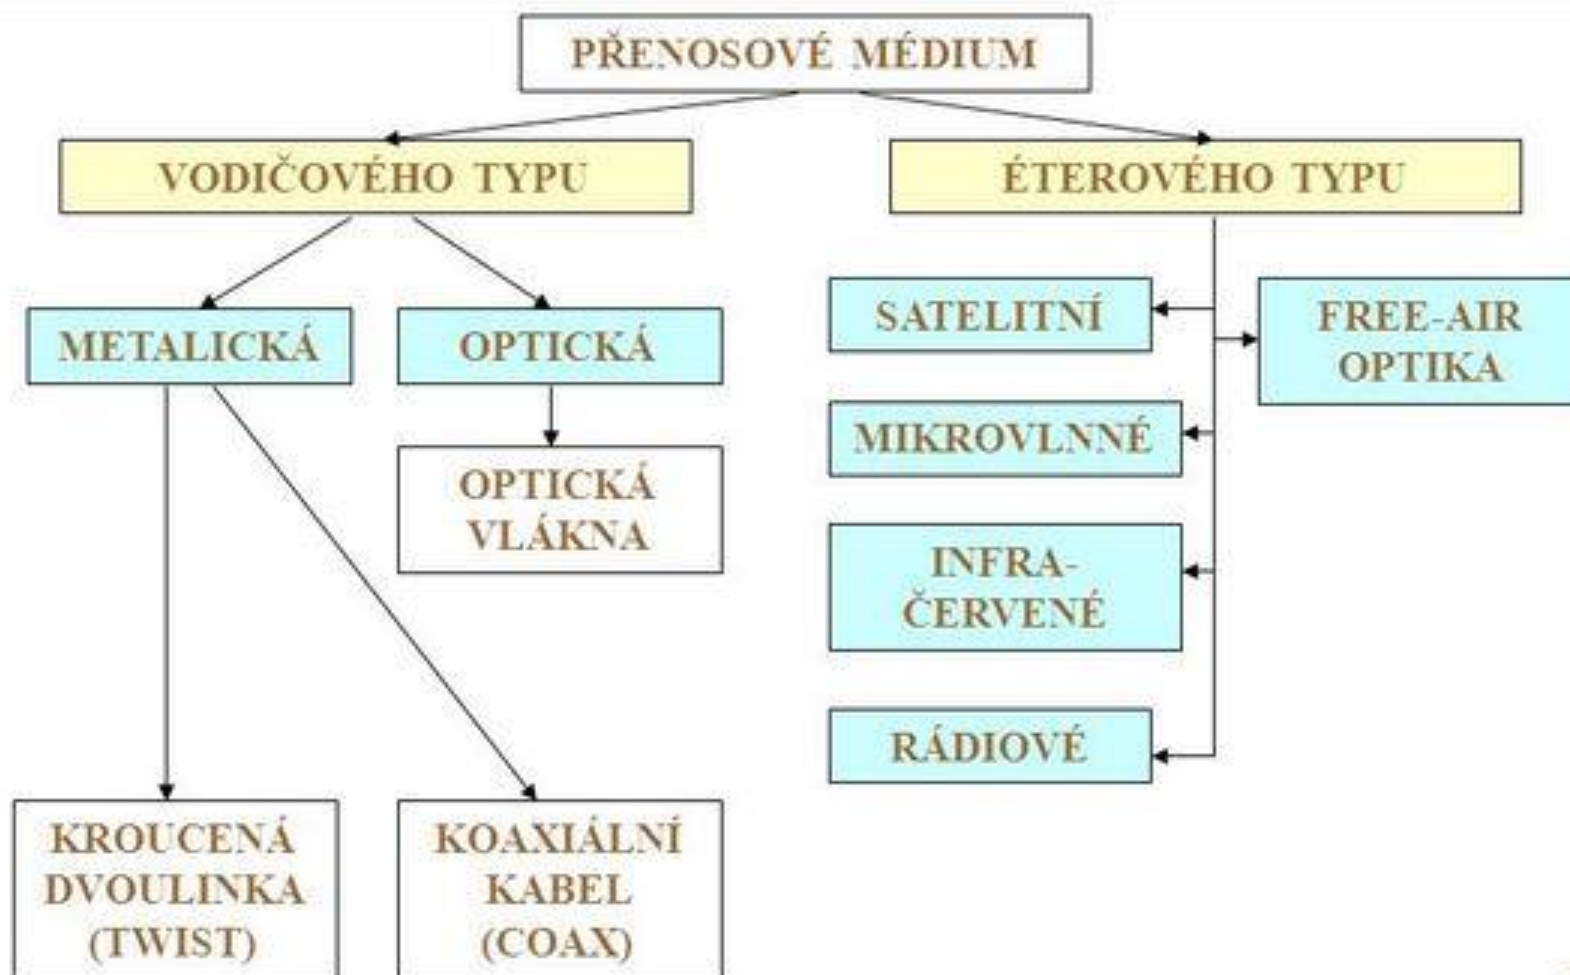 PŘENOSOVÉ MÉDIUM
VODIČOVÉHO TYPU
ÉTEROVÉHO TYPU
METALICKÁ
OPTICKÁ
OPTICKÁ
VLÁKNA
KROUCENÁ
DVOULINKA
(TWIST)
KOAXIÁLNÍ
KABEL
(COAX)
SATELITNÍ
FREE-AIR
OPTIKA
MIKROVLNNÉ
INFRA-
ČERVENÉ
RÁDIOVÉ